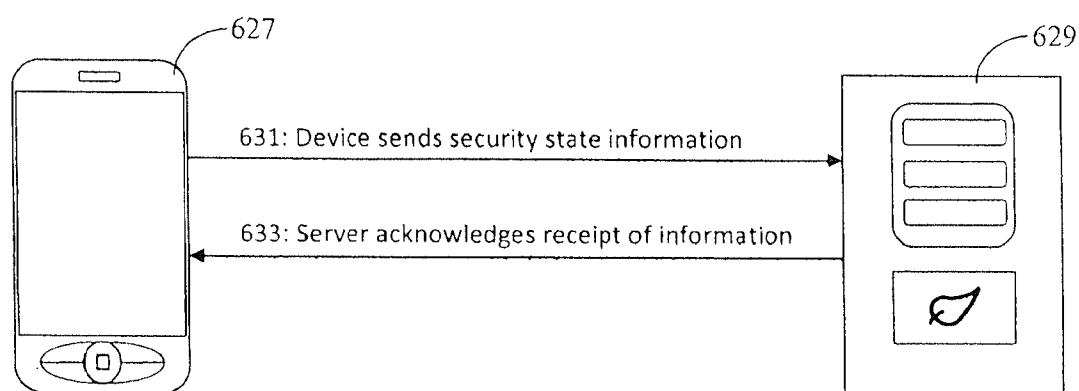 627
629
631: Device sends security state information
633: Server acknowledges receipt of information